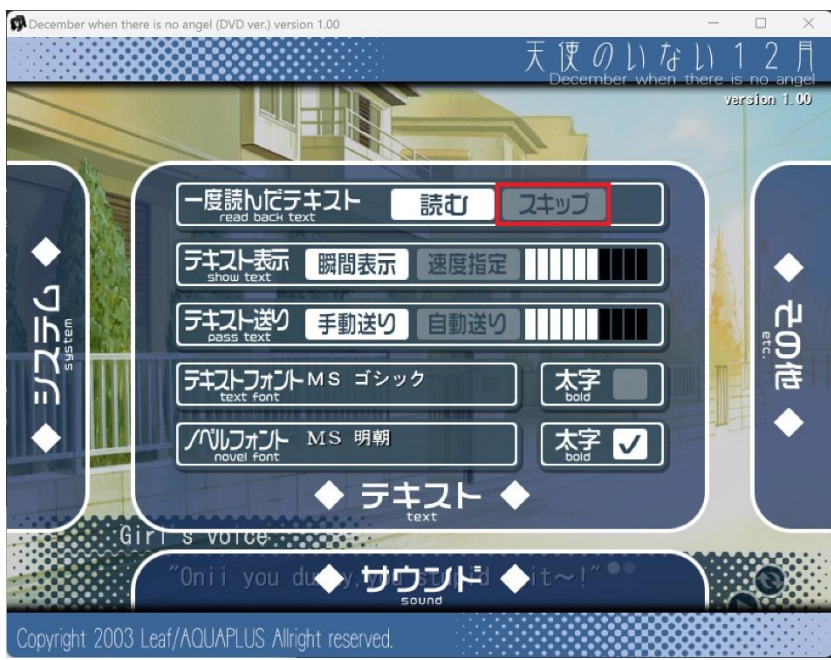 December when there is no angel (DVD ver.) version 1.00
天使のいない12月
December when there is no angel
version 1.00
一度読んだテキスト 読む スキップ
read back text
テキスト表示 瞬間表示 速度指定
show text
テキスト送り 手動送り 自動送り
pass text
テキストフォント MS ゴシック 太字
text font bold
ノベルフォント MS 明朝 太字
novel font bold
テキスト
text
システム
system
その他
etc.
Girl's voice
"Onii you du
it~!"
サウンド
sound
Copyright 2003 Leaf/AQUAPLUS Allright reserved.